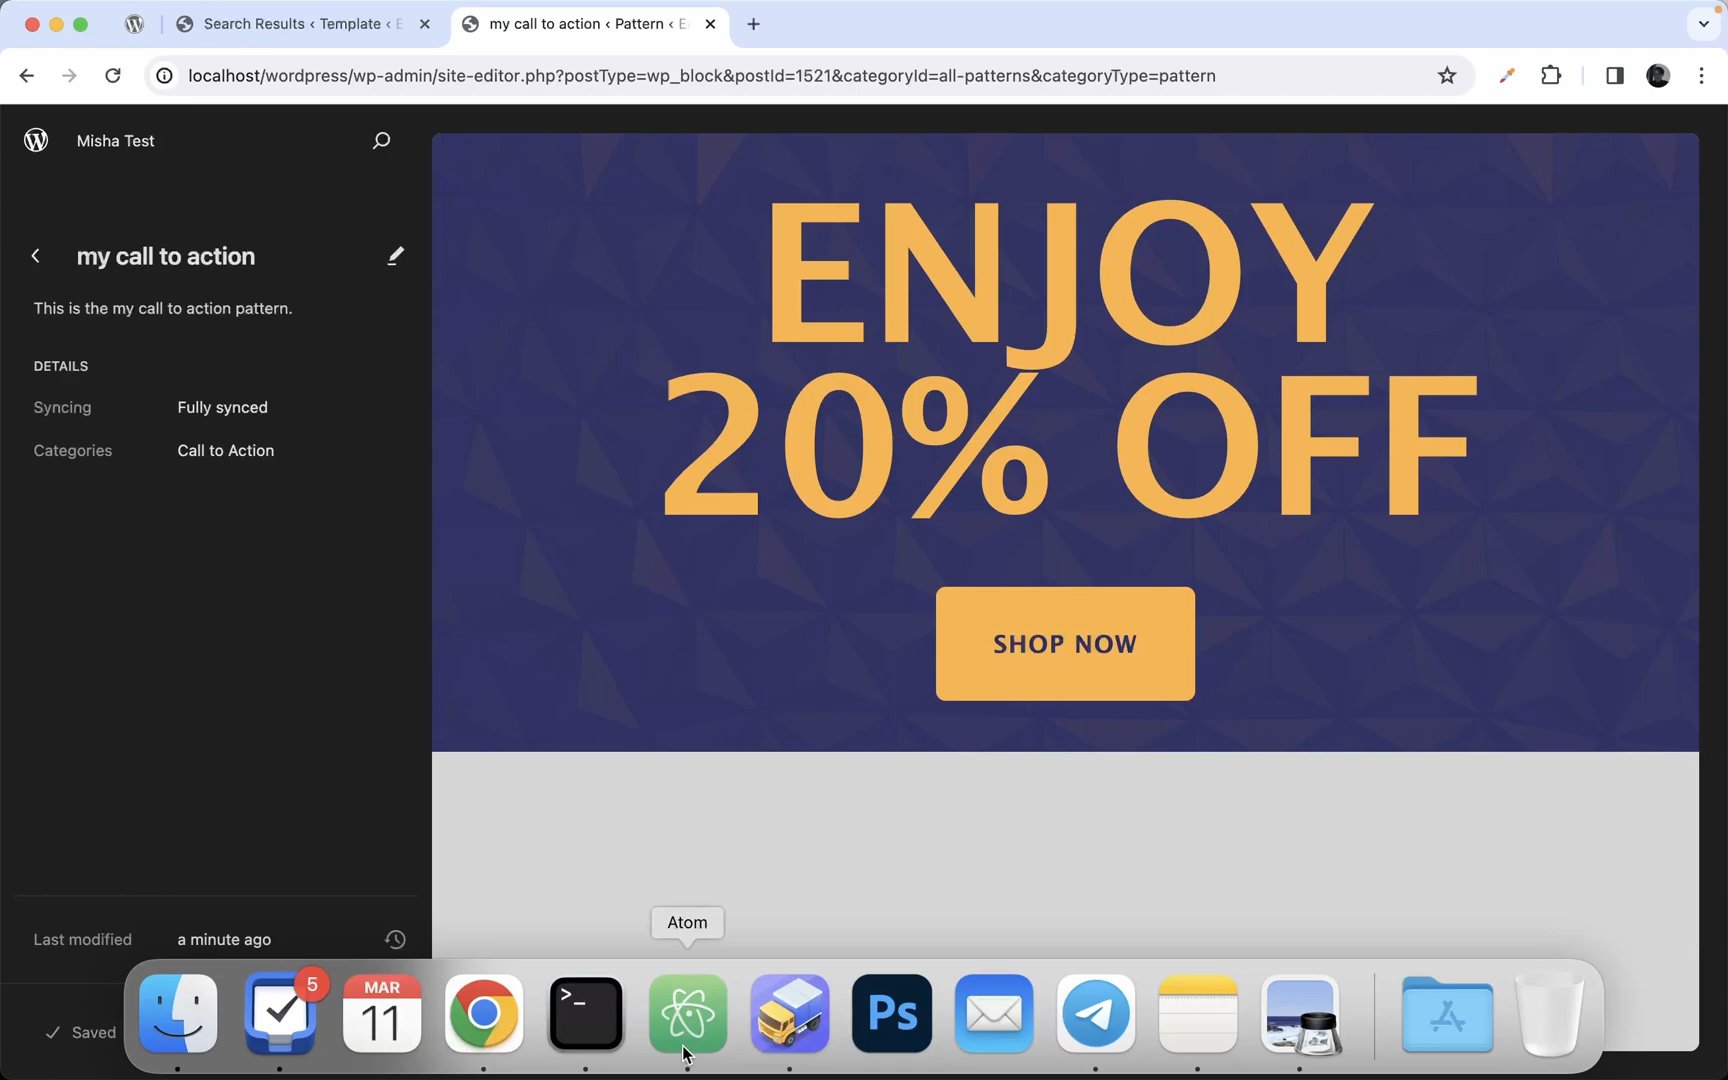 Search Results ‹ Template ‹ E
my call to action ‹ Pattern ‹ E
localhost/wordpress/wp-admin/site-editor.php?postType=wp_block&postId=1521&categoryId=all-patterns&categoryType=pattern
Misha Test
my call to action
This is the my call to action pattern.
DETAILS
Syncing Fully synced
Categories Call to Action
ENJOY
20% OFF
SHOP NOW
Last modified a minute ago
Saved
Atom
5
MAR
11
>_
Ps